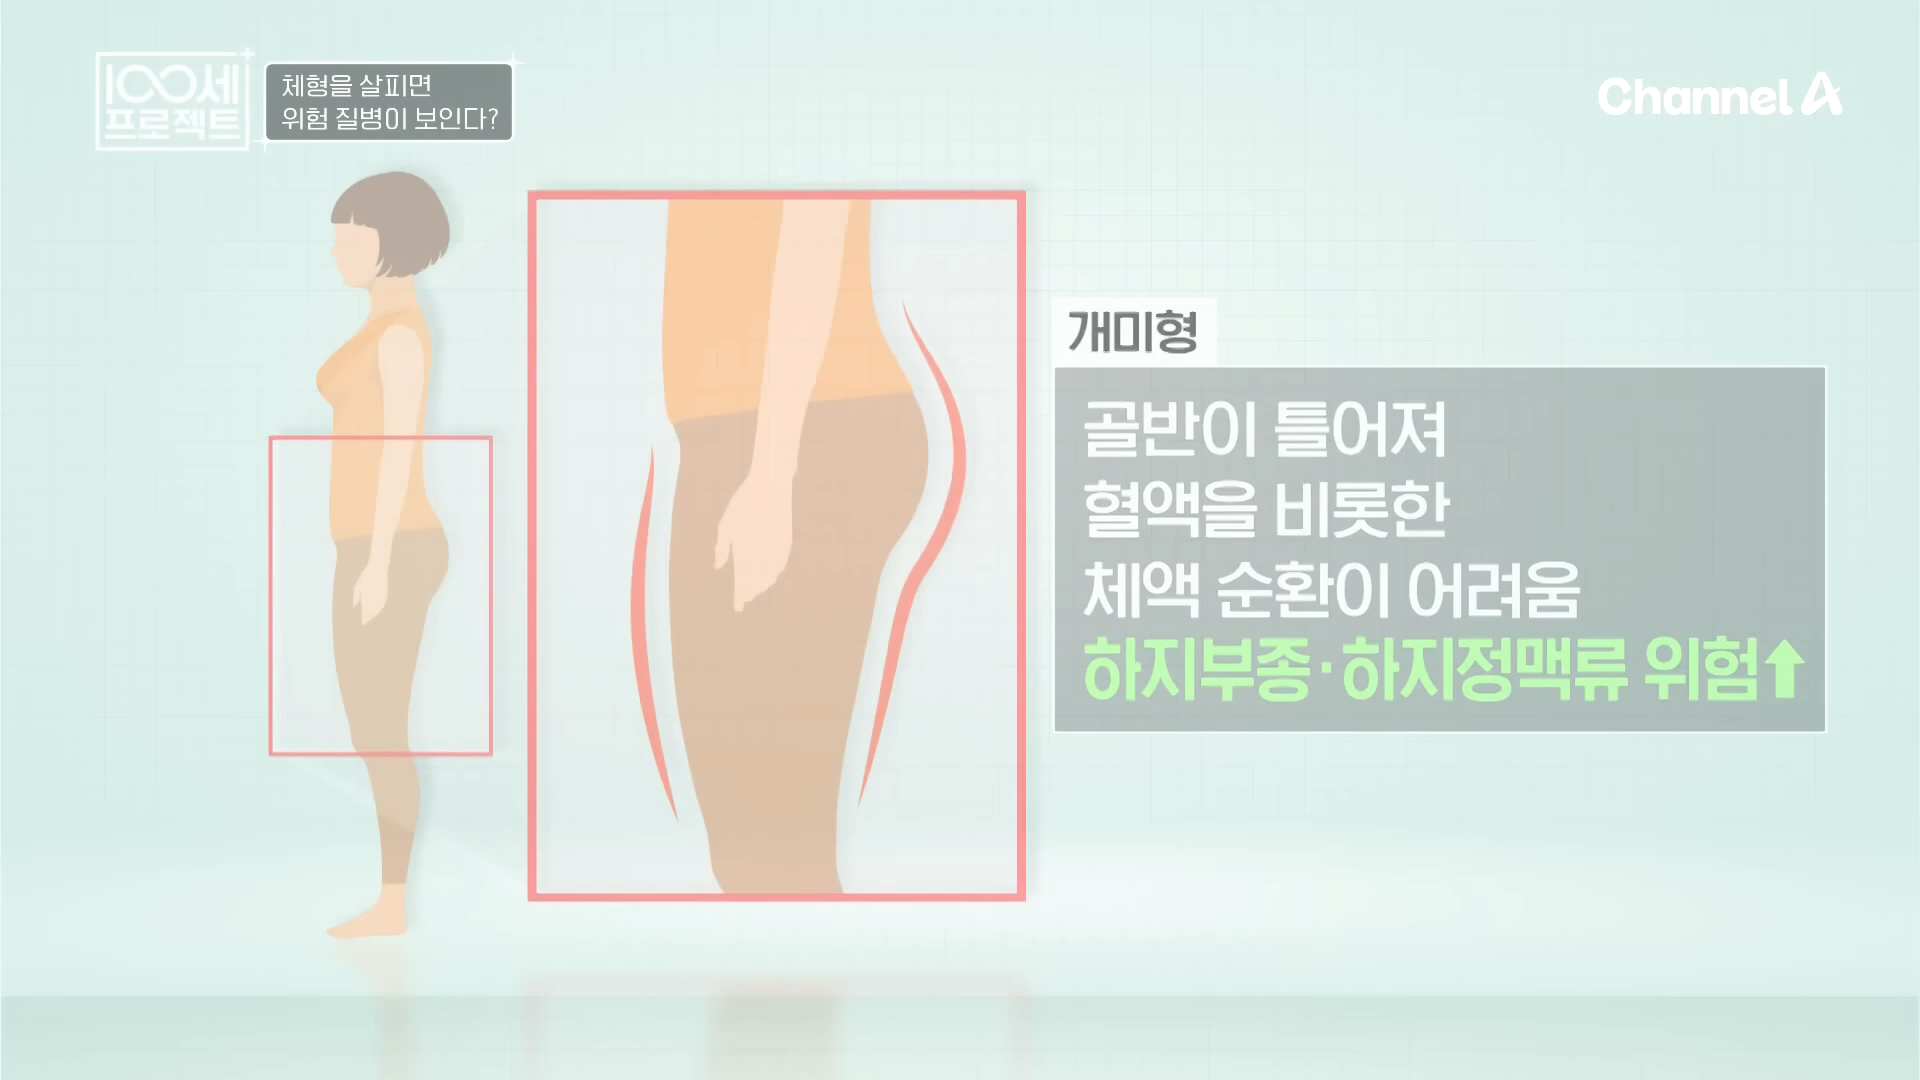 100세
프로젝트
체형을 살피면
위험 질병이 보인다?
Channel A
개미형
골반이 틀어져
혈액을 비롯한
체액 순환이 어려움
하지부종·하지정맥류 위험⬆